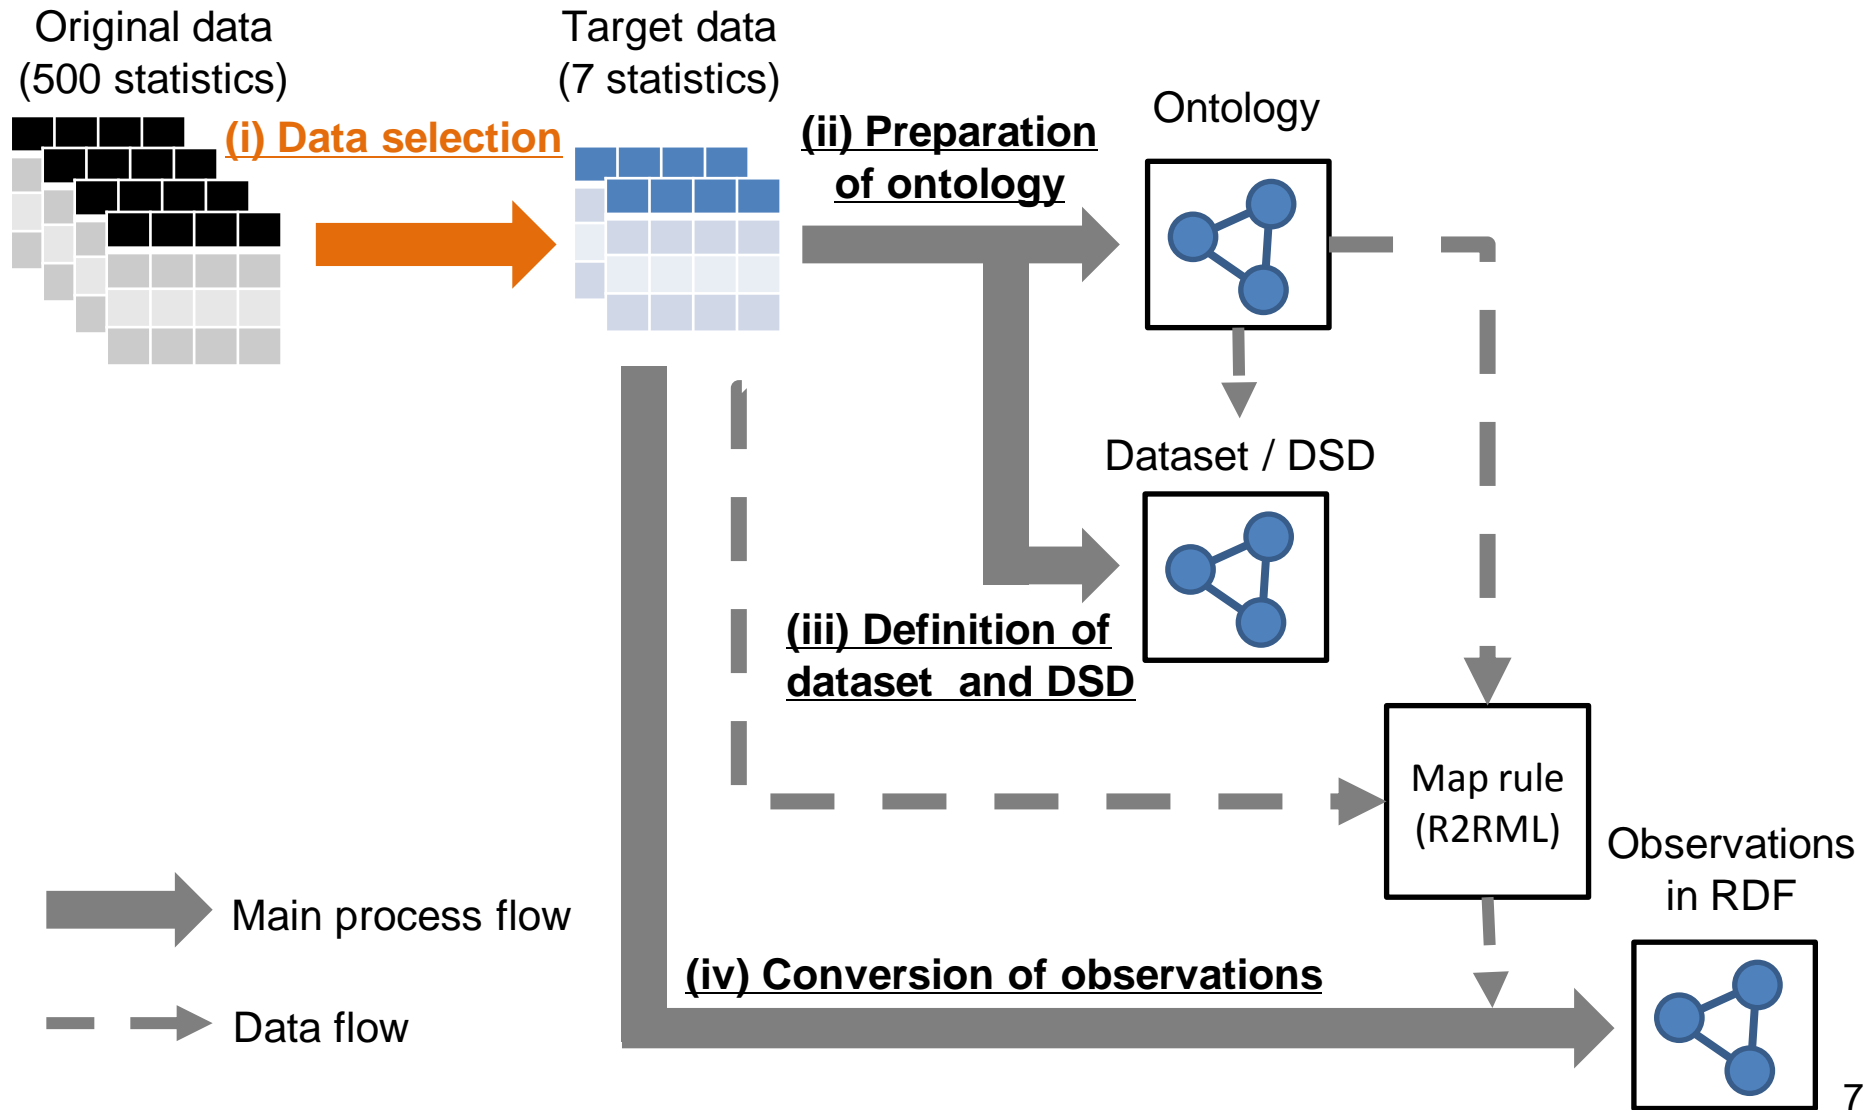 Original data
(500 statistics)
Target data
(7 statistics)
(i) Data selection
(ii) Preparation
of ontology
Ontology
Dataset / DSD
(iii) Definition of
dataset and DSD
Map rule
(R2RML)
Observations
in RDF
(iv) Conversion of observations
Main process flow
Data flow
7